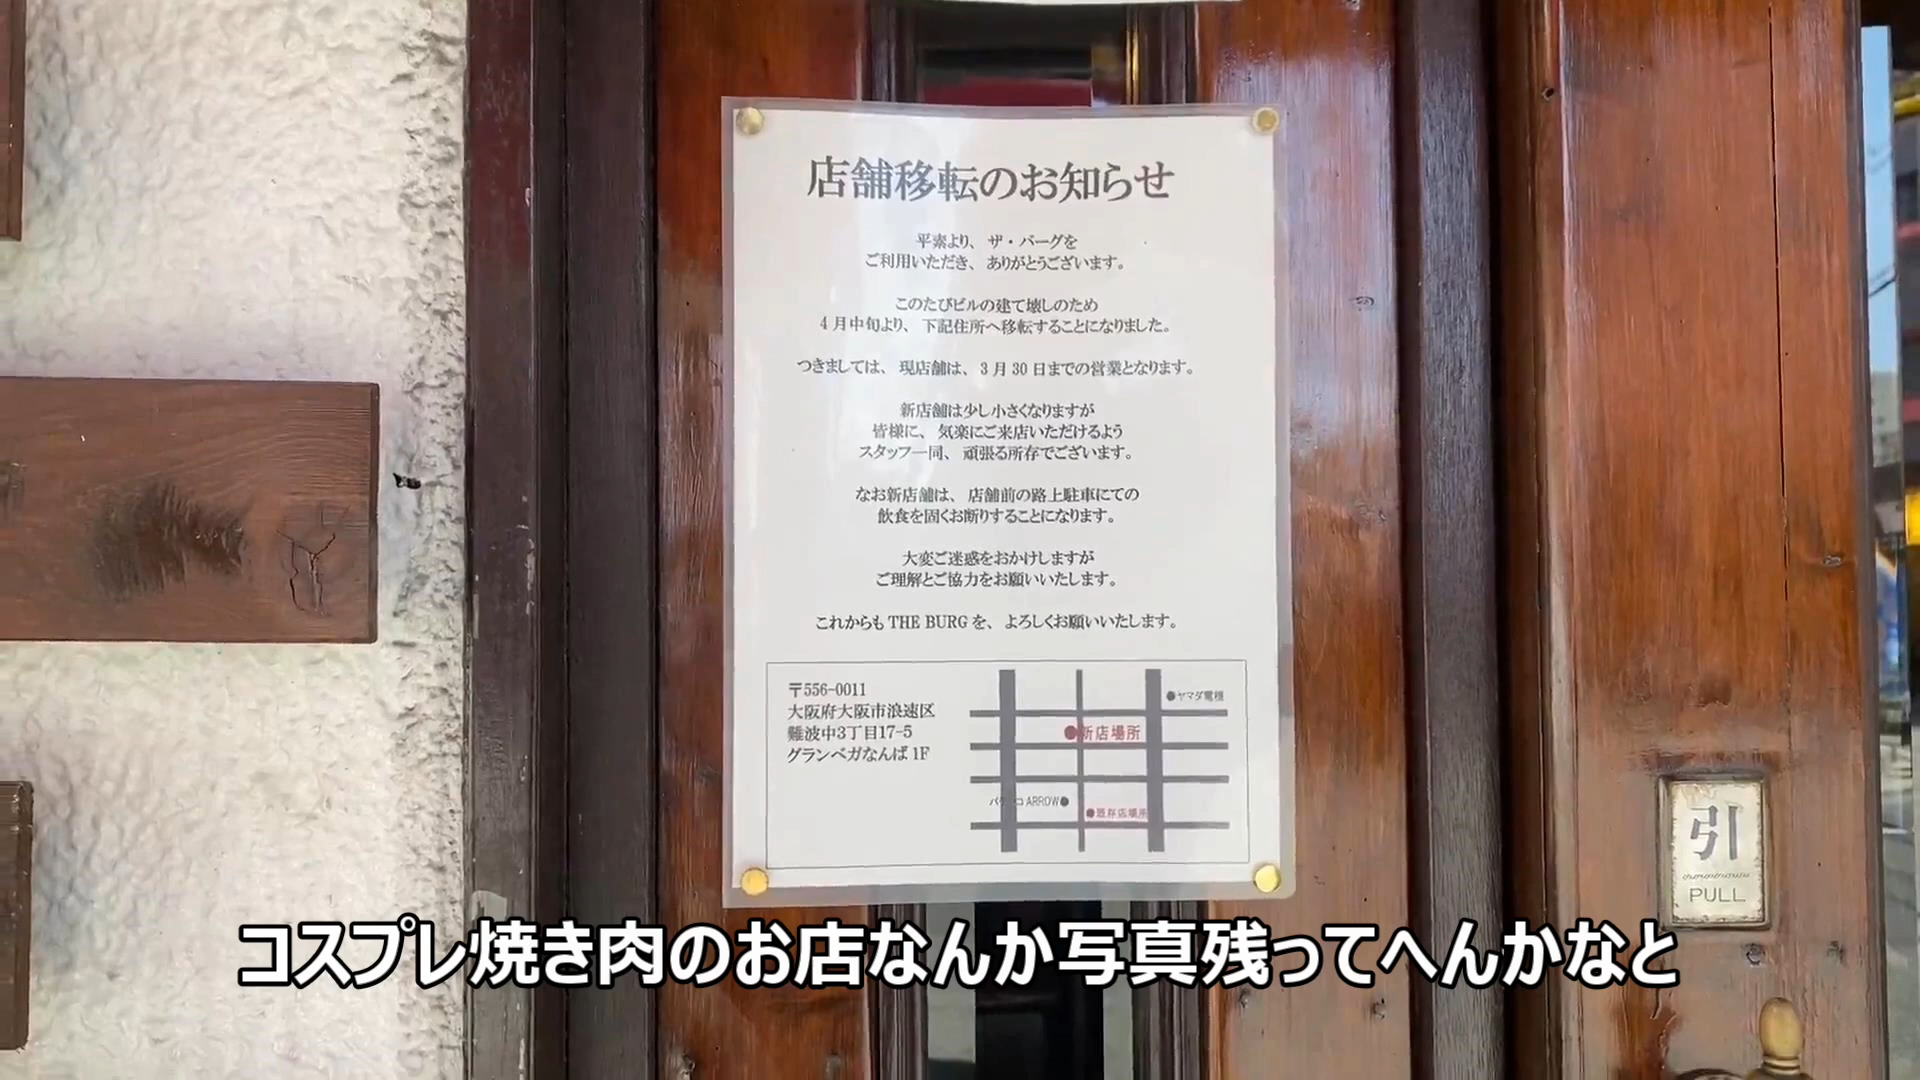 店舗移転のお知らせ
平素より、ザ・バーグを
ご利用いただき、ありがとうございます。
このたびビルの建て壊しのため
4月中旬より、下記住所へ移転することになりました。
つきましては、現店舗は、3月30日までの営業となります。
新店舗は少し小さくなりますが
皆様に、気楽にご来店いただけるよう
スタッフ一同、頑張る所存でございます。
なお新店舗は、店舗前の路上駐車にての
飲食を固くお断りすることになります。
大変ご迷惑をおかけしますが
ご理解とご協力をお願いいたします。
これからもTHE BURGを、よろしくお願いいたします。
〒556-0011
大阪府大阪市浪速区
難波中3丁目17-5
グランベガなんば1F
●ヤマダ電機
●新店場所
ARROW●
●既存店場所
引
PULL
コスプレ焼き肉のお店なんか写真残ってへんかなと